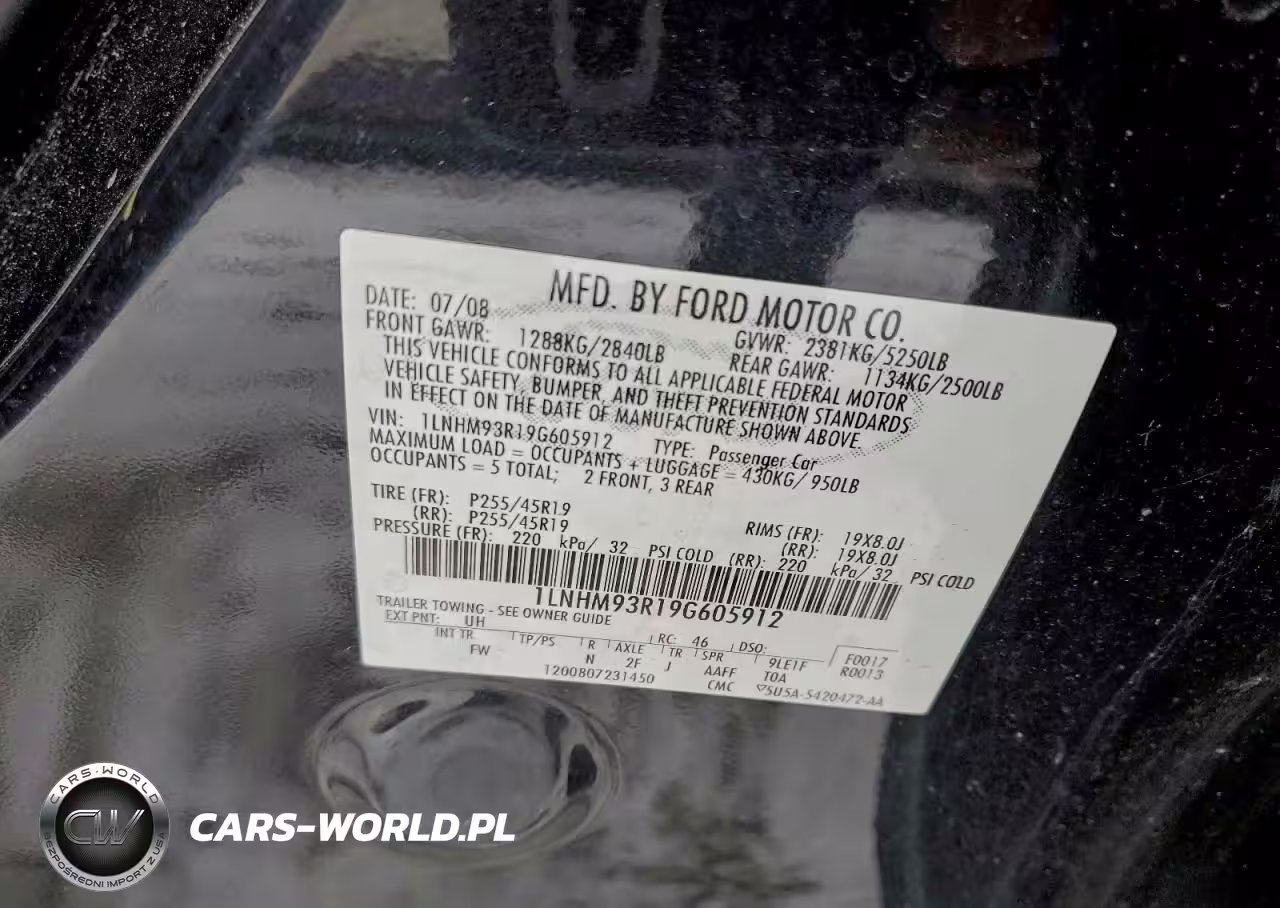 MFD. BY FORD MOTOR CO.
DATE: 07/08
GVWR: 2381KG/5250LB
FRONT GAWR: 1288KG/2840LB
REAR GAWR: 1134KG/2500LB
THIS VEHICLE CONFORMS TO ALL APPLICABLE FEDERAL MOTOR
VEHICLE SAFETY, BUMPER, AND THEFT PREVENTION STANDARDS
IN EFFECT ON THE DATE OF MANUFACTURE SHOWN ABOVE.
VIN: 1LNHM93R19G605912 TYPE: Passenger Car
MAXIMUM LOAD = OCCUPANTS + LUGGAGE = 430KG/ 950LB
OCCUPANTS = 5 TOTAL; 2 FRONT, 3 REAR
TIRE (FR): P255/45R19 RIMS (FR): 19X8.0J
(RR): P255/45R19 (RR): 19X8.0J
PRESSURE (FR): 220 kPa/ 32 PSI COLD (RR): 220 kPa/ 32 PSI COLD
1LNHM93R19G605912
TRAILER TOWING - SEE OWNER GUIDE
EXT PNT: UH RC: 46 DSO: F0017
INT TR TP/PS R AXLE TR SPR 9LE1F R0013
FW N 2F J AAFF T0A
1200807231450 CMC 5U5A-5420472-AA
CARS-WORLD
CW
BEZPOŚREDNI IMPORT Z USA
CARS-WORLD.PL